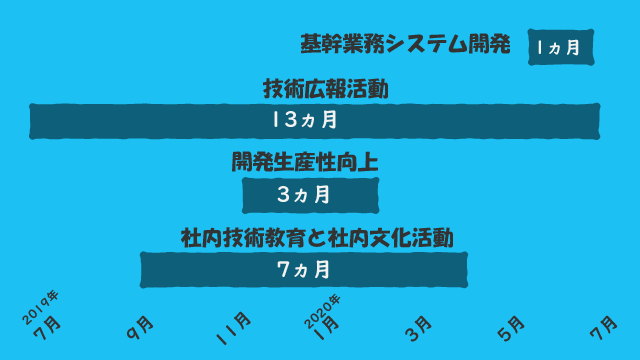 基幹業務システム開発
1ヵ月
技術広報活動
13ヵ月
開発生産性向上
3ヵ月
社内技術教育と社内文化活動
7ヵ月
2019年
7月
9月
11月
2020年
1月
3月
5月
7月